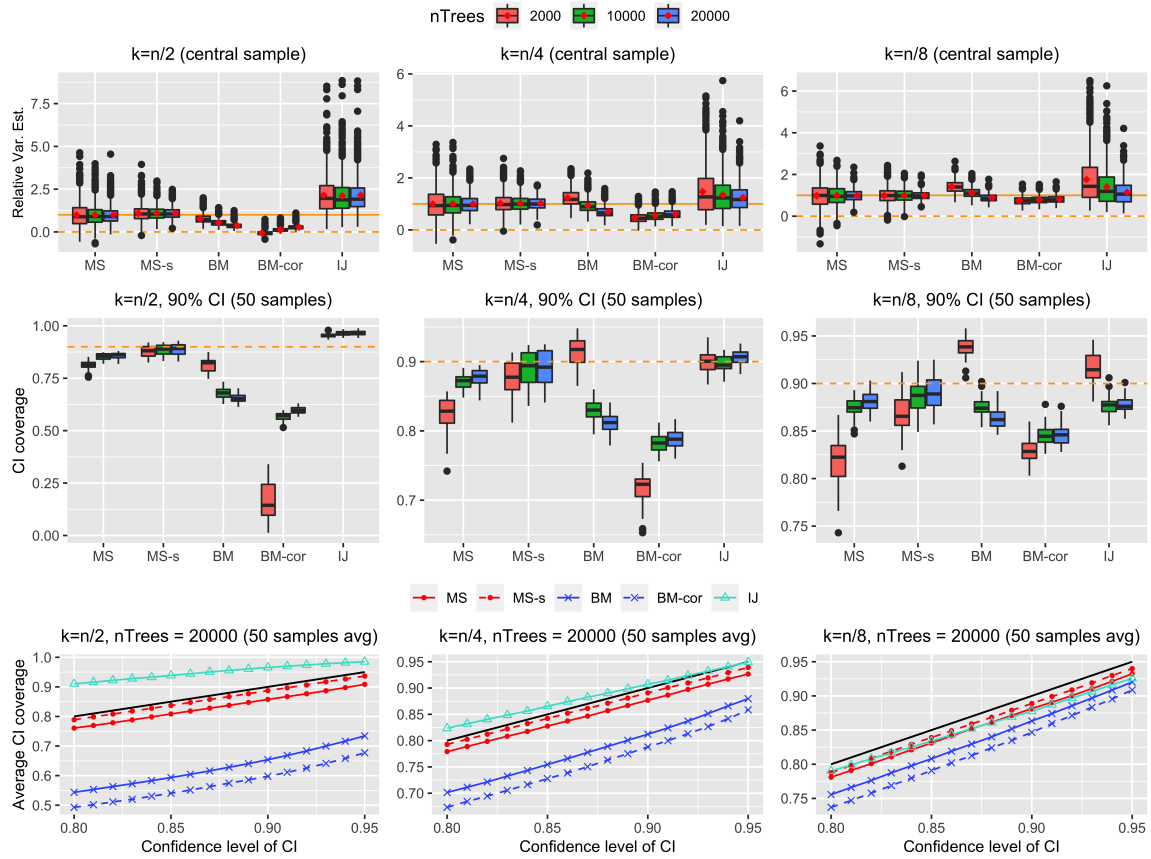 nTrees 2000 10000 20000
k=n/2 (central sample)
k=n/4 (central sample)
k=n/8 (central sample)
Relative Var. Est.
7.5
5.0
2.5
0.0
MS MS-s BM BM-cor IJ
6
4
2
0
MS MS-s BM BM-cor IJ
6
4
2
0
MS MS-s BM BM-cor IJ
k=n/2, 90% CI (50 samples)
k=n/4, 90% CI (50 samples)
k=n/8, 90% CI (50 samples)
CI coverage
1.00
0.75
0.50
0.25
0.00
MS MS-s BM BM-cor IJ
0.9
0.8
0.7
MS MS-s BM BM-cor IJ
0.95
0.90
0.85
0.80
0.75
MS MS-s BM BM-cor IJ
MS MS-s BM BM-cor IJ
k=n/2, nTrees = 20000 (50 samples avg)
k=n/4, nTrees = 20000 (50 samples avg)
k=n/8, nTrees = 20000 (50 samples avg)
Average CI coverage
1.0
0.9
0.8
0.7
0.6
0.5
0.80 0.85 0.90 0.95
Confidence level of CI
0.95
0.90
0.85
0.80
0.75
0.70
0.80 0.85 0.90 0.95
Confidence level of CI
0.95
0.90
0.85
0.80
0.75
0.80 0.85 0.90 0.95
Confidence level of CI